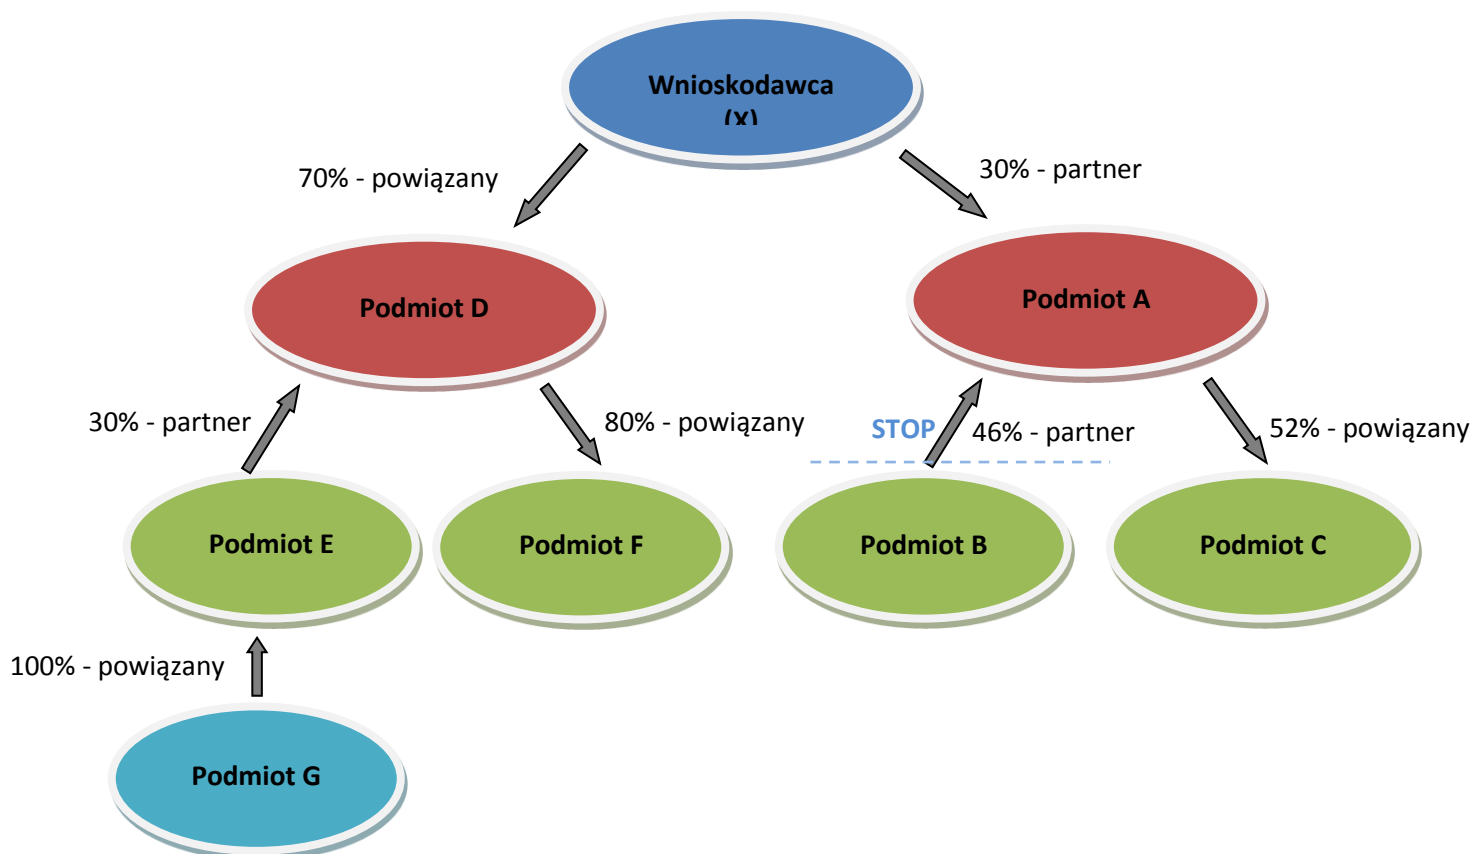 Wnioskodawca
(X)
70% - powiązany
30% - partner
Podmiot D
Podmiot A
30% - partner
80% - powiązany
STOP
46% - partner
52% - powiązany
Podmiot E
Podmiot F
Podmiot B
Podmiot C
100% - powiązany
Podmiot G